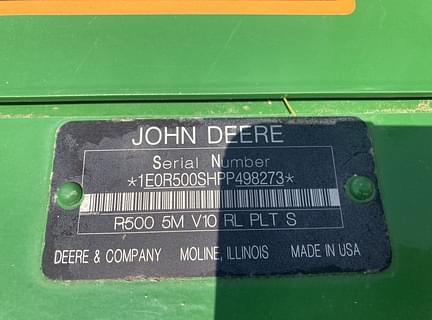 JOHN DEERE
Serial Number
*1E0R500SHPP498273*
R500 5M V10 RL PLT S
DEERE & COMPANY MOLINE, ILLINOIS MADE IN USA